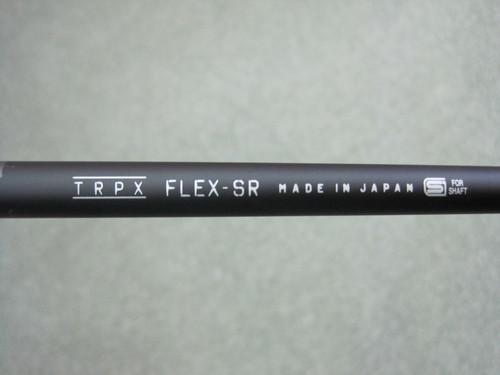 TRPX FLEX-SR MADE IN JAPAN S FOR
SHAFT